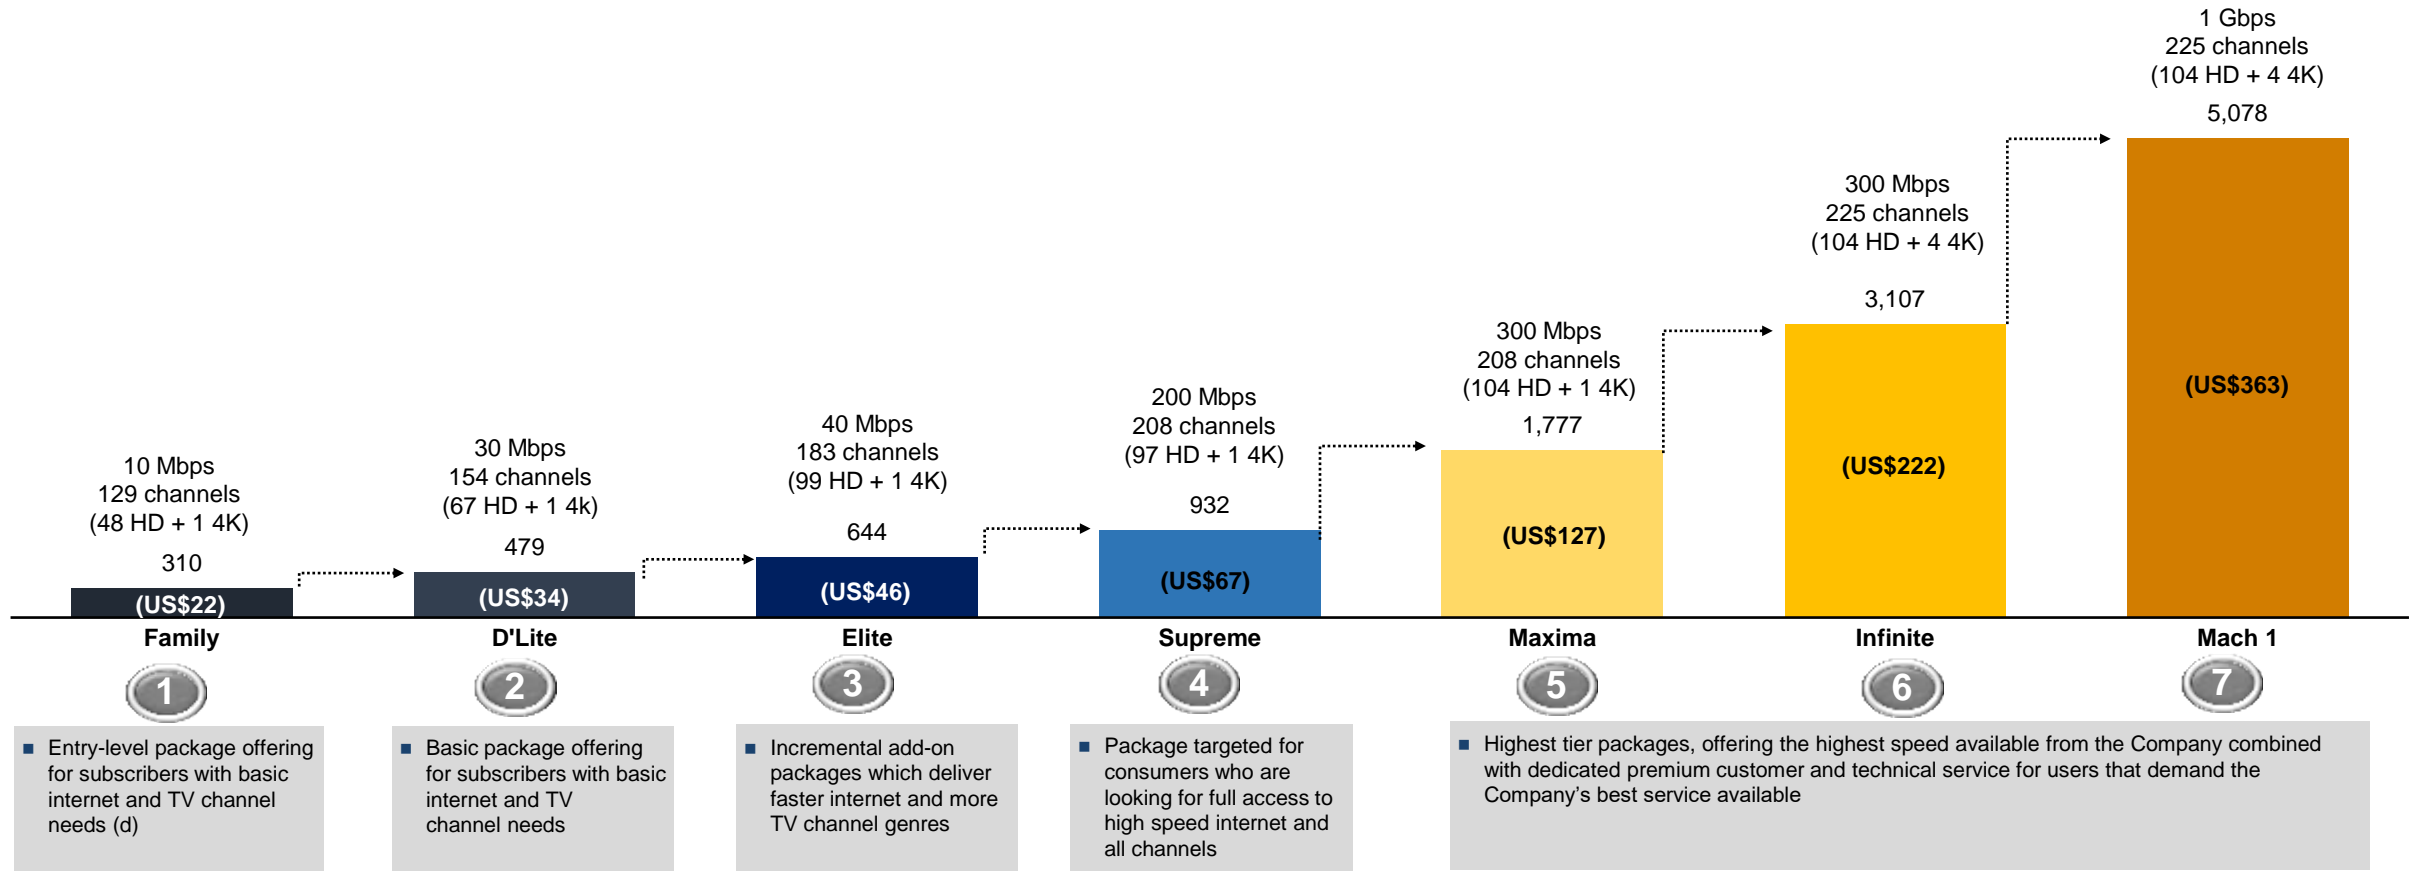 10 Mbps
129 channels
(48 HD + 1 4K)
310
(US$22)
Family
1
30 Mbps
154 channels
(67 HD + 1 4k)
479
(US$34)
D'Lite
2
40 Mbps
183 channels
(99 HD + 1 4K)
644
(US$46)
Elite
3
200 Mbps
208 channels
(97 HD + 1 4K)
932
(US$67)
Supreme
4
300 Mbps
208 channels
(104 HD + 1 4K)
1,777
(US$127)
Maxima
5
300 Mbps
225 channels
(104 HD + 4 4K)
3,107
(US$222)
Infinite
6
1 Gbps
225 channels
(104 HD + 4 4K)
5,078
(US$363)
Mach 1
7
Entry-level package offering
for subscribers with basic
internet and TV channel
needs (d)
Basic package offering
for subscribers with basic
internet and TV
channel needs
Incremental add-on
packages which deliver
faster internet and more
TV channel genres
Package targeted for
consumers who are
looking for full access to
high speed internet and
all channels
Highest tier packages, offering the highest speed available from the Company combined
with dedicated premium customer and technical service for users that demand the
Company’s best service available